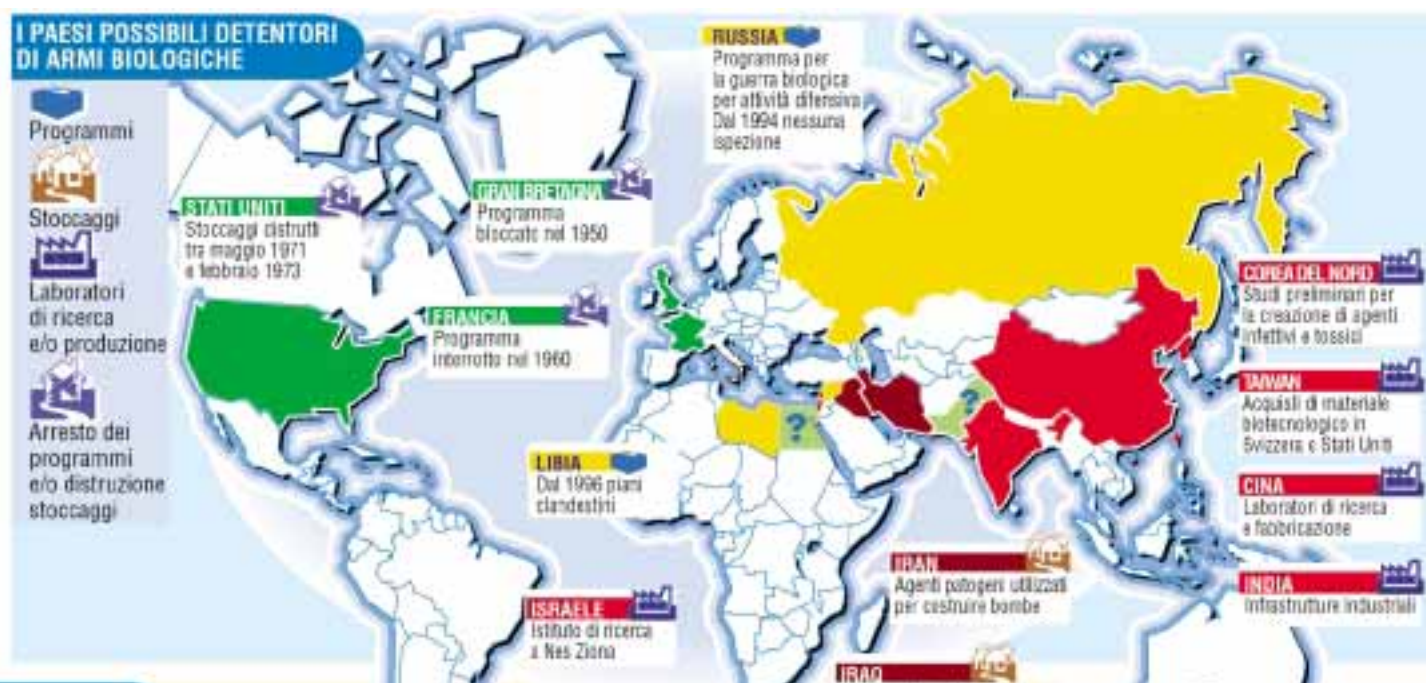 I PAESI POSSIBILI DETENTORI
DI ARMI BIOLOGICHE
Programmi
Stoccaggi
Laboratori
di ricerca
e/o produzione
Arresto dei
programmi
e/o distruzione
stoccaggi
STATI UNITI
Stoccaggi distrutti
tra maggio 1971
e febbraio 1973
GRAN BRETAGNA
Programma
bloccato nel 1950
FRANCIA
Programma
interrotto nel 1960
RUSSIA
Programma per
la guerra biologica
per attività difensiva
Dal 1994 nessuna
ispezione
LIBIA
Dal 1996 piani
clandestini
ISRAELE
Istituto di ricerca
a Nes Ziona
?
?
IRAN
Agenti patogeni utilizzati
per costruire bombe
IRAQ
COREA DEL NORD
Studi preliminari per
la creazione di agenti
infettivi e tossici
TAIWAN
Acquisti di materiale
biotecnologico in
Svizzera e Stati Uniti
CINA
Laboratori di ricerca
e fabbricazione
INDIA
Infrastrutture industriali